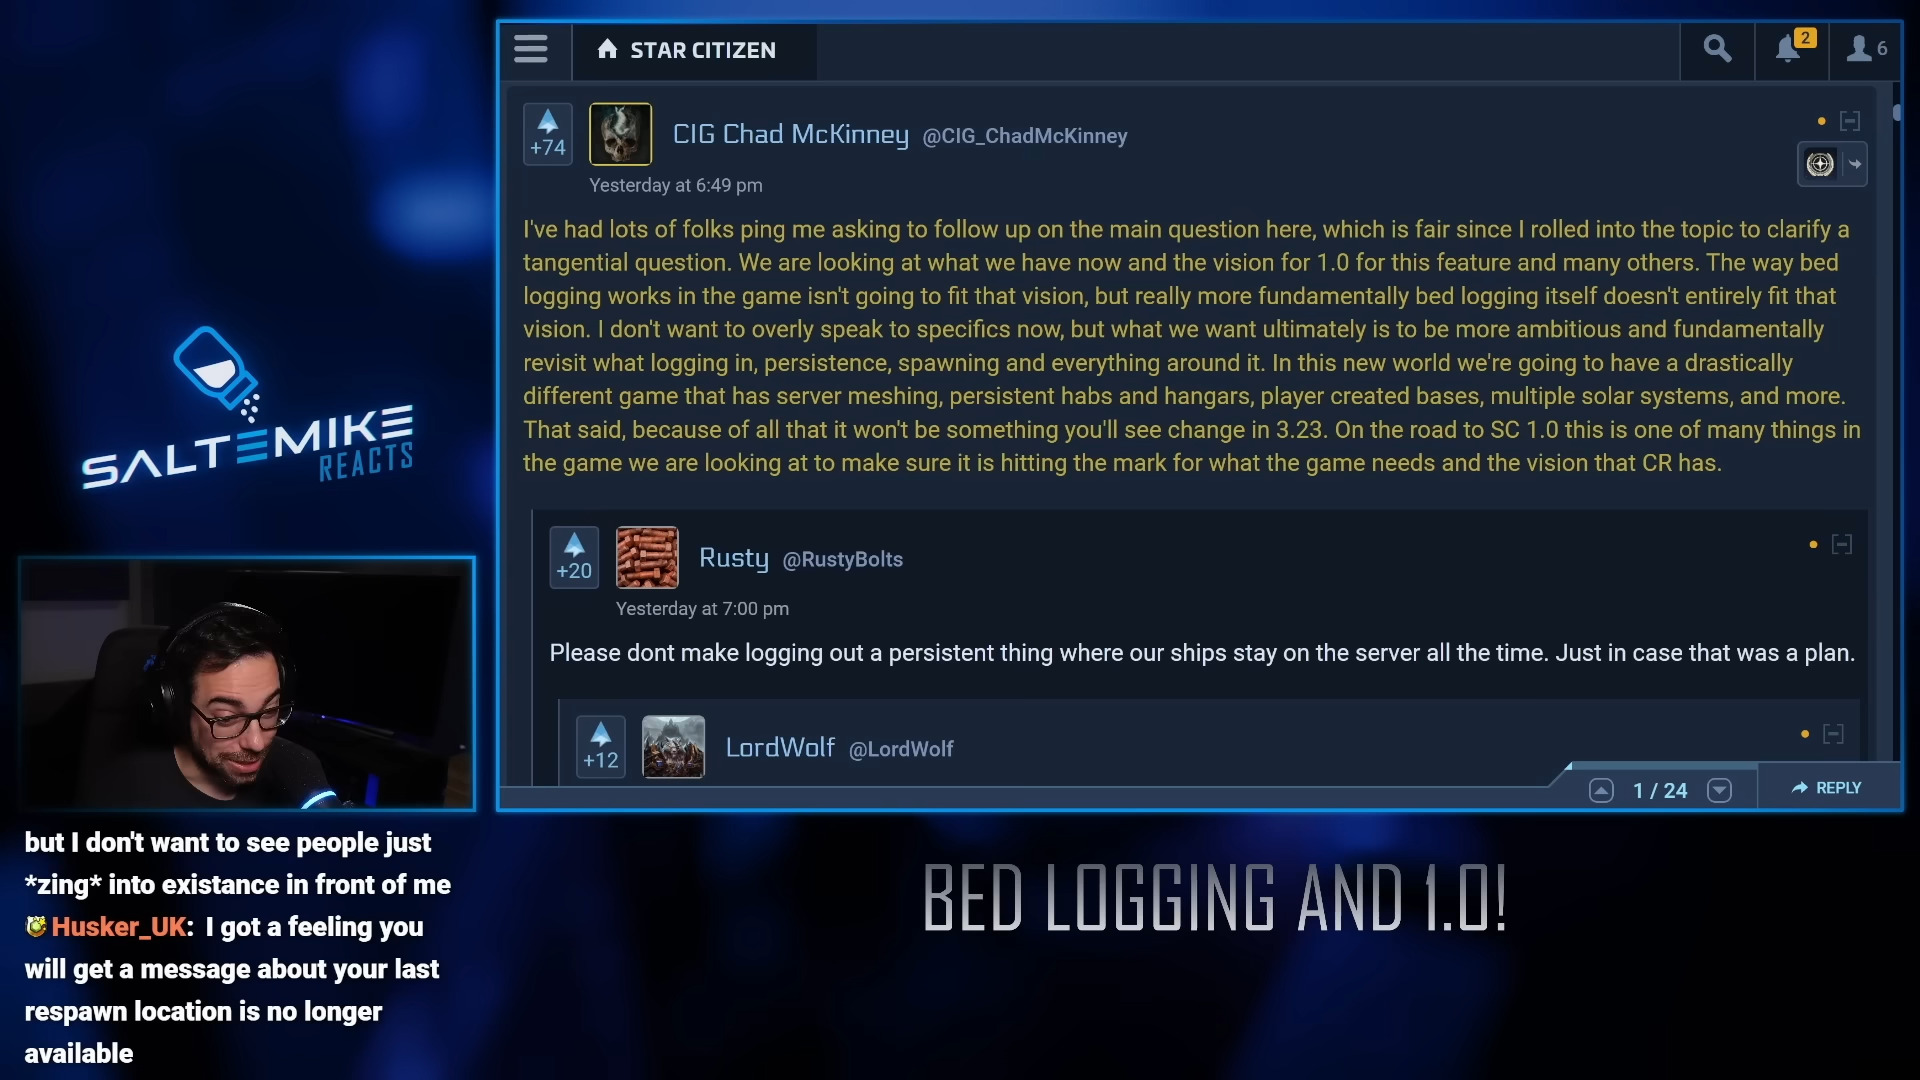 STAR CITIZEN
2
6
+74
CIG Chad McKinney @CIG_ChadMcKinney
Yesterday at 6:49 pm
I've had lots of folks ping me asking to follow up on the main question here, which is fair since I rolled into the topic to clarify a
tangential question. We are looking at what we have now and the vision for 1.0 for this feature and many others. The way bed
logging works in the game isn't going to fit that vision, but really more fundamentally bed logging itself doesn't entirely fit that
vision. I don't want to overly speak to specifics now, but what we want ultimately is to be more ambitious and fundamentally
revisit what logging in, persistence, spawning and everything around it. In this new world we're going to have a drastically
different game that has server meshing, persistent habs and hangars, player created bases, multiple solar systems, and more.
That said, because of all that it won't be something you'll see change in 3.23. On the road to SC 1.0 this is one of many things in
the game we are looking at to make sure it is hitting the mark for what the game needs and the vision that CR has.
+20
Rusty @RustyBolts
Yesterday at 7:00 pm
Please dont make logging out a persistent thing where our ships stay on the server all the time. Just in case that was a plan.
+12
LordWolf @LordWolf
1 / 24
REPLY
SALTEMIKE
REACTS
but I don't want to see people just
*zing* into existance in front of me
Husker_UK: I got a feeling you
will get a message about your last
respawn location is no longer
available
BED LOGGING AND 1.0!